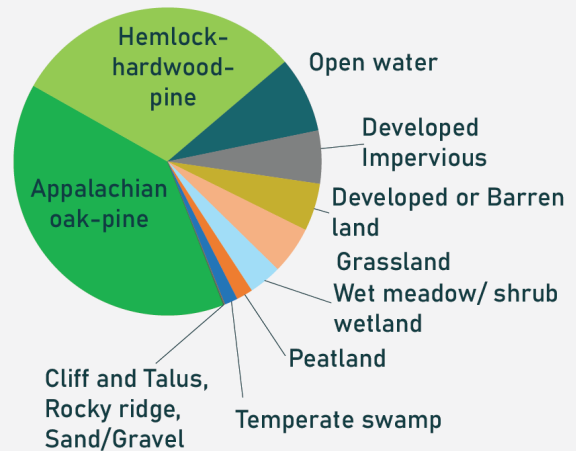 Hemlock-
hardwood-
pine
Open water
Developed
Impervious
Developed or Barren
land
Grassland
Wet meadow/ shrub
wetland
Peatland
Temperate swamp
Cliff and Talus,
Rocky ridge,
Sand/Gravel
Appalachian
oak-pine